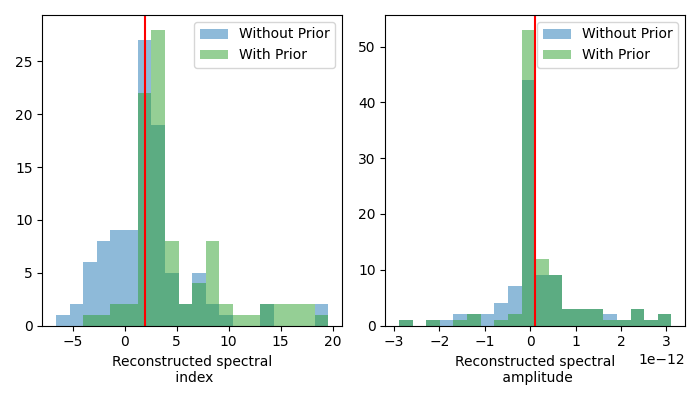 Without Prior
With Prior
25
20
15
10
5
0
−5
0
5
10
15
20
Reconstructed spectral
index
Without Prior
With Prior
50
40
30
20
10
0
−3
−2
−1
0
1
2
3
1e−12
Reconstructed spectral
amplitude